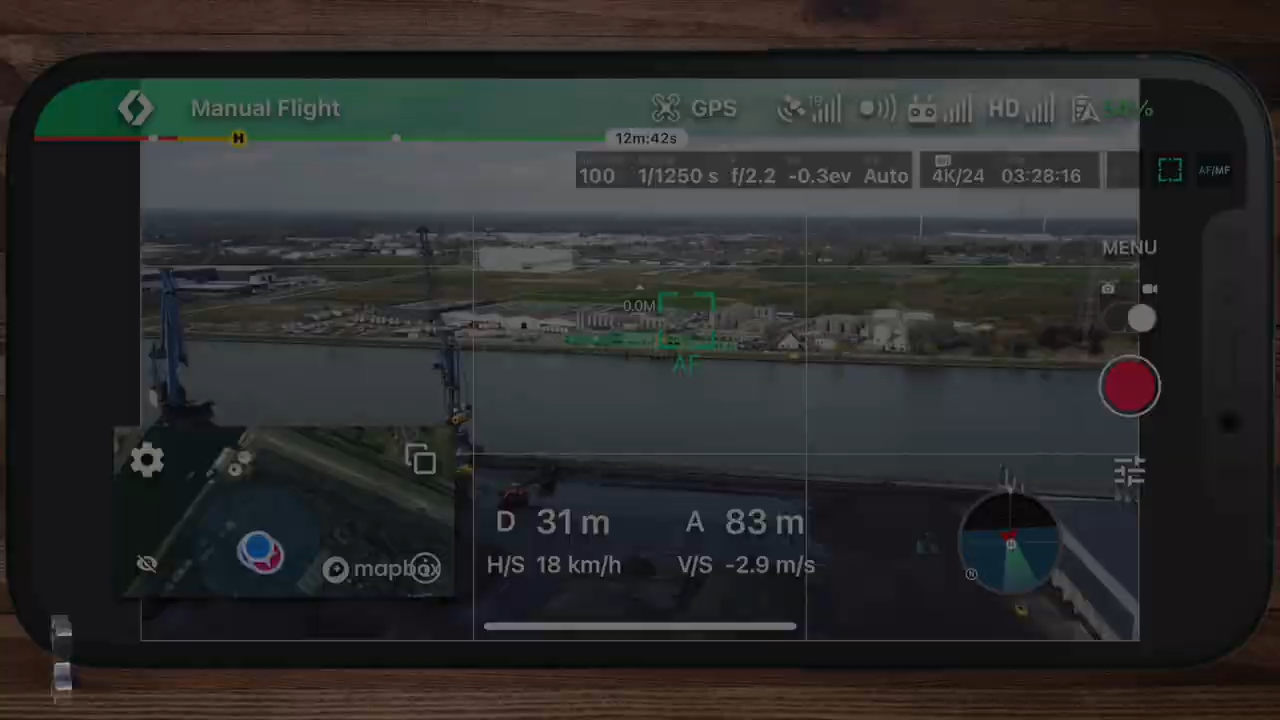 Manual Flight
GPS
18
HD
H
12m:42s
100 1/1250 s f/2.2 -0.3ev Auto
4K/24 03:28:16
AF/MF
MENU
0.0M
AF
D 31 m A 83 m
H/S 18 km/h V/S -2.9 m/s
mapbox
N